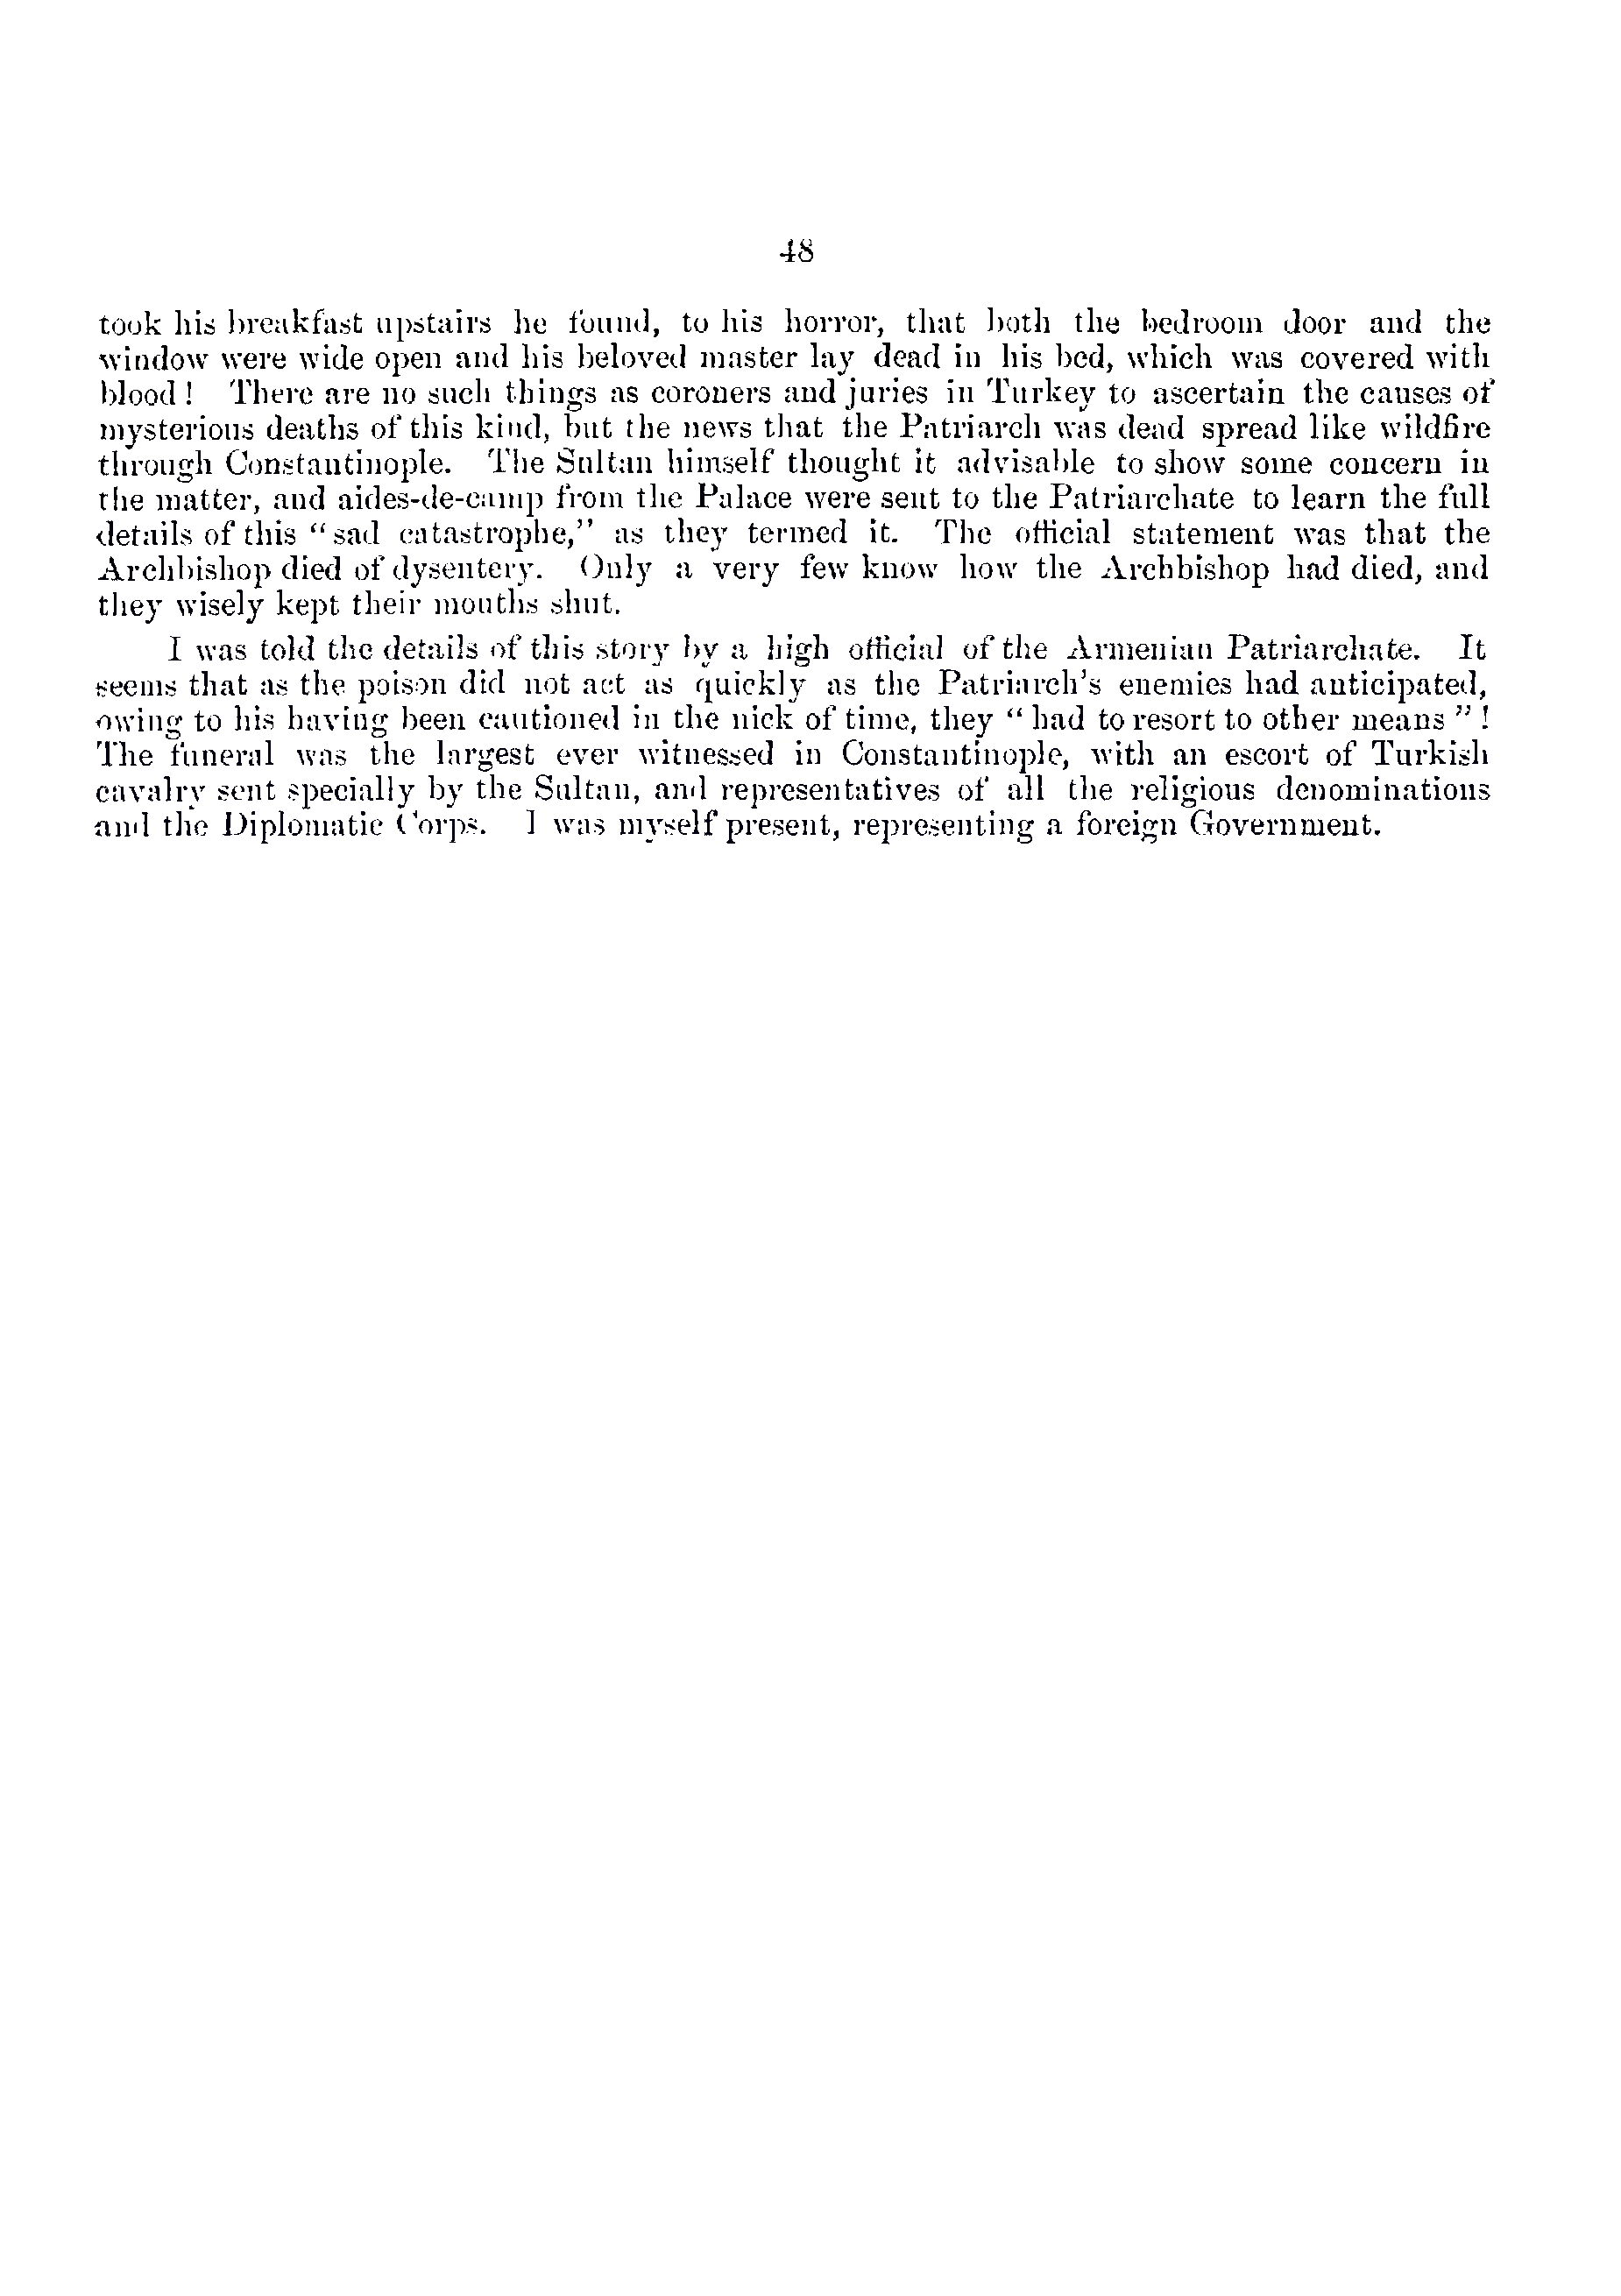 48
took his breakfast upstairs he found, to his horror, that both the bedroom door and the
window were wide open and his beloved master lay dead in his bed, which was covered with
blood! There are no such things as coroners and juries in Turkey to ascertain the causes of
mysterious deaths of this kind, but the news that the Patriarch was dead spread like wildfire
through Constantinople. The Sultan himself thought it advisable to show some concern in
the matter, and aides-de-camp from the Palace were sent to the Patriarchate to learn the full
details of this “sad catastrophe,” as they termed it. The official statement was that the
Archbishop died of dysentery. Only a very few know how the Archbishop had died, and
they wisely kept their mouths shut.
I was told the details of this story by a high official of the Armenian Patriarchate. It
seems that as the poison did not act as quickly as the Patriarch's enemies had anticipated,
owing to his having been cautioned in the nick of time, they “had to resort to other means”!
The funeral was the largest ever witnessed in Constantinople, with an escort of Turkish
cavalry sent specially by the Sultan, and representatives of all the religious denominations
and the Diplomatic Corps. I was myself present, representing a foreign Government.